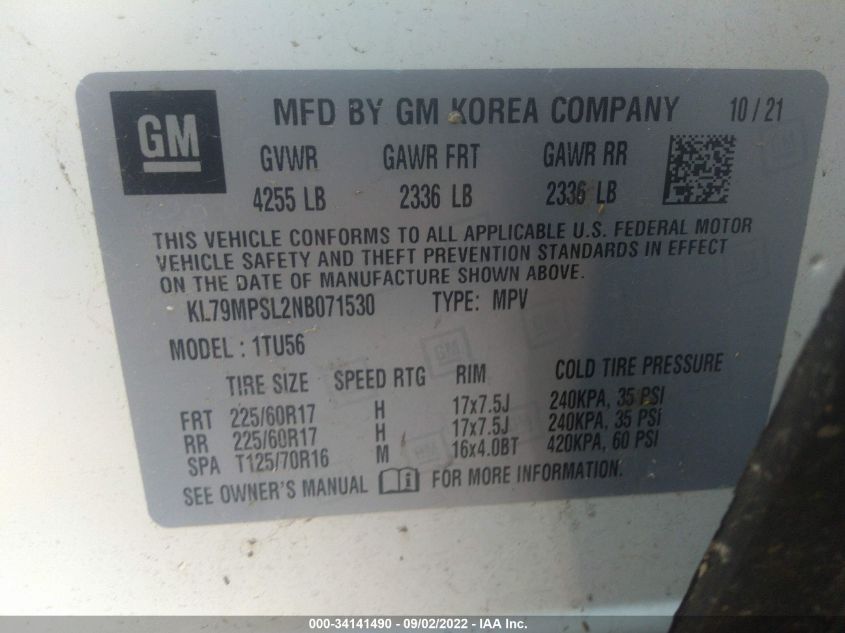 GM
MFD BY GM KOREA COMPANY 10/21
GVWR GAWR FRT GAWR RR
4255 LB 2336 LB 2336 LB
THIS VEHICLE CONFORMS TO ALL APPLICABLE U.S. FEDERAL MOTOR
VEHICLE SAFETY AND THEFT PREVENTION STANDARDS IN EFFECT
ON THE DATE OF MANUFACTURE SHOWN ABOVE.
KL79MPSL2NB071530 TYPE: MPV
MODEL : 1TU56
TIRE SIZE SPEED RTG RIM COLD TIRE PRESSURE
FRT 225/60R17 H 17x7.5J 240KPA, 35 PSI
RR 225/60R17 H 17x7.5J 240KPA, 35 PSI
SPA T125/70R16 M 16x4.0BT 420KPA, 60 PSI
SEE OWNER'S MANUAL FOR MORE INFORMATION.
000-34141490 - 09/02/2022 - IAA Inc.